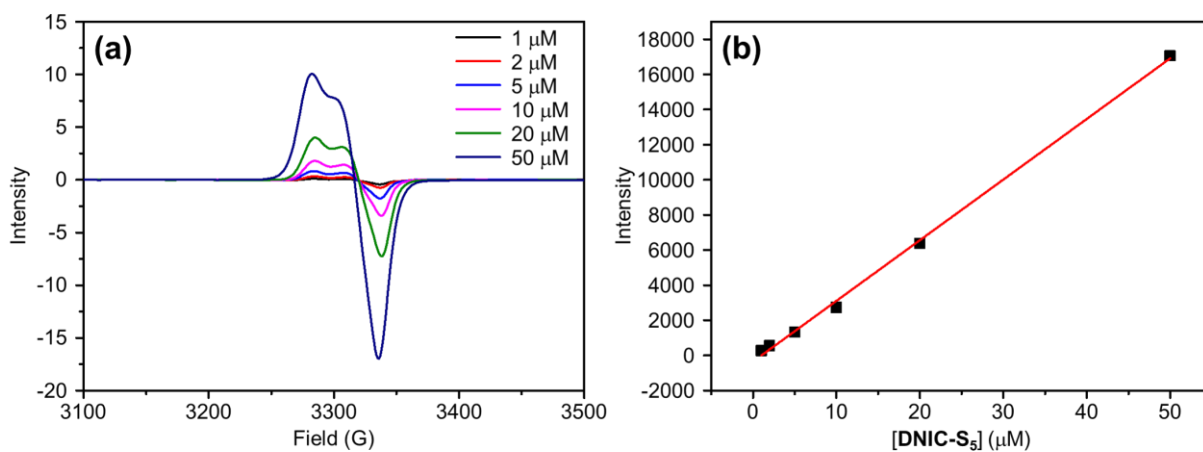 (a)
15
10
5
0
-5
-10
-15
-20
Intensity
1 μM
2 μM
5 μM
10 μM
20 μM
50 μM
3100
3200
3300
3400
3500
Field (G)
(b)
18000
16000
14000
12000
10000
8000
6000
4000
2000
0
-2000
Intensity
0
10
20
30
40
50
[DNIC-S₅] (μM)